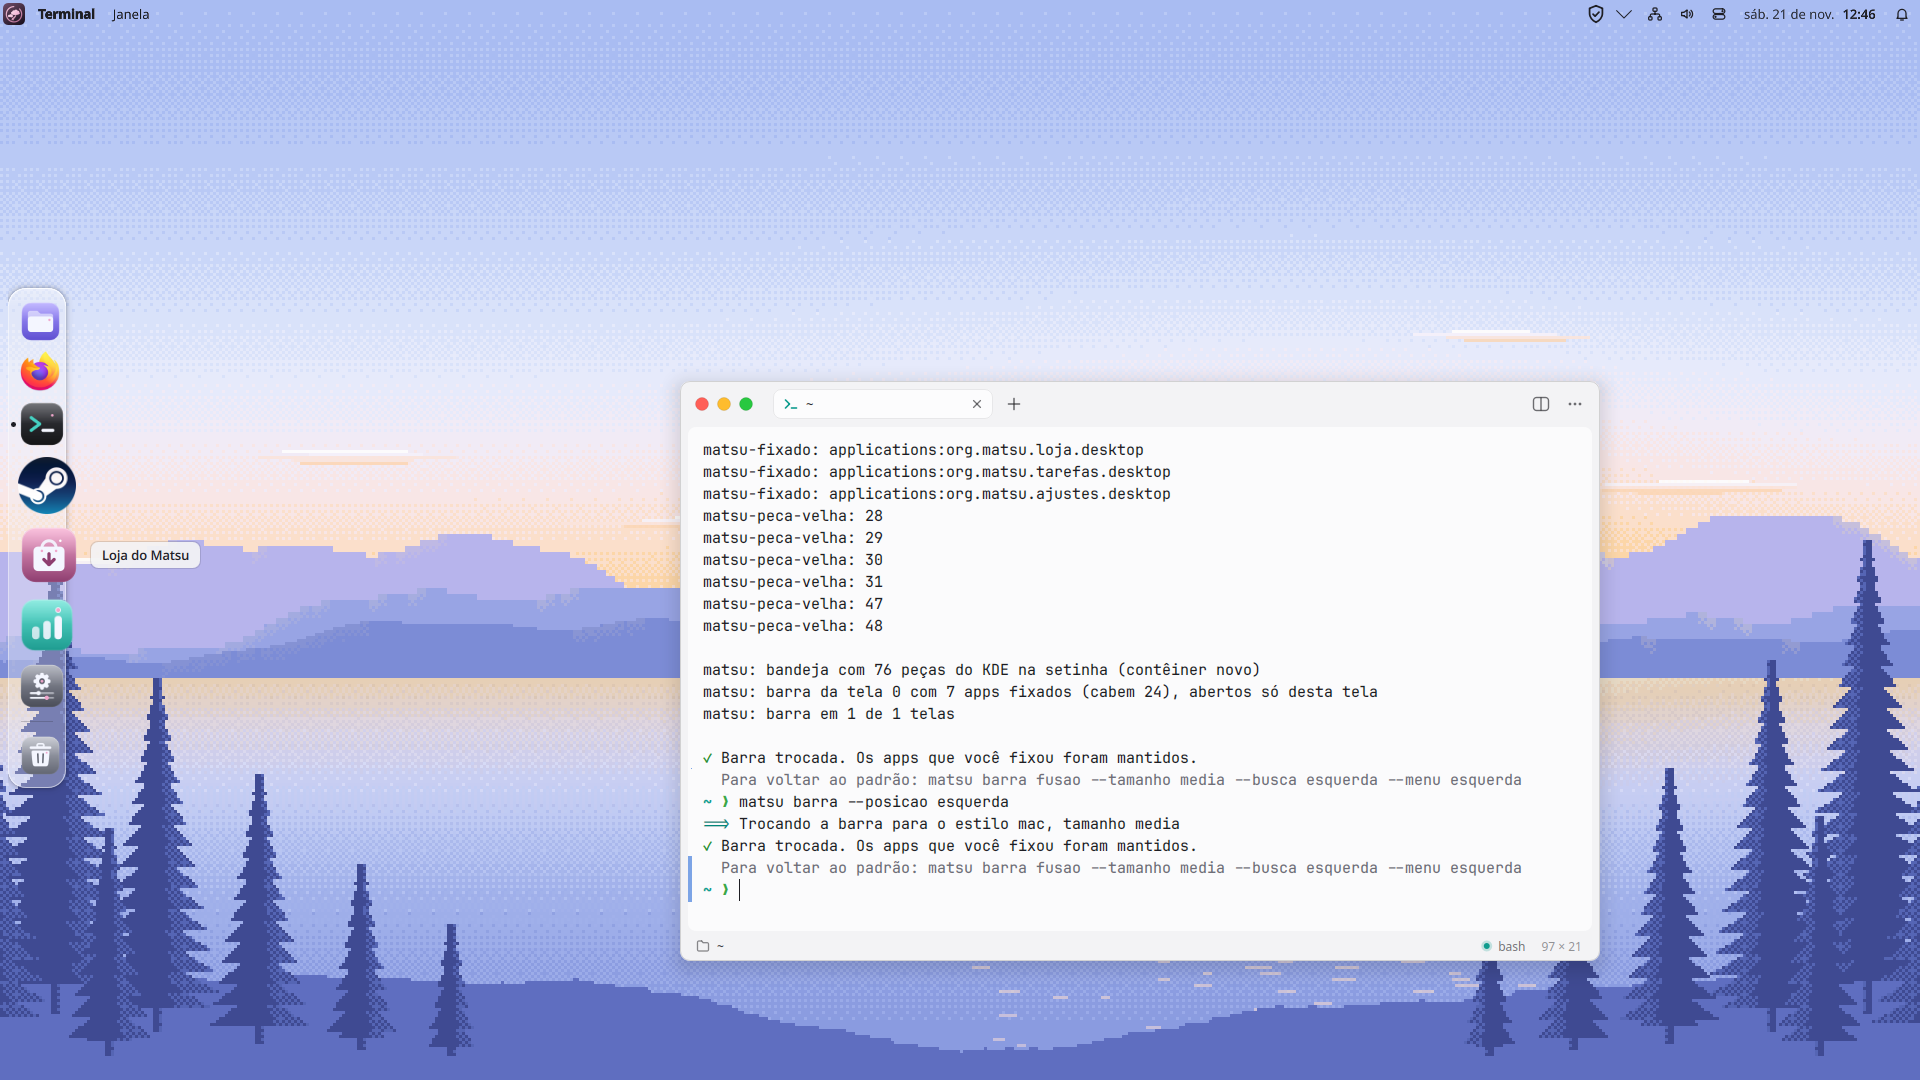 Terminal Janela
sáb. 21 de nov. 12:46
~
matsu-fixado: applications:org.matsu.loja.desktop
matsu-fixado: applications:org.matsu.tarefas.desktop
matsu-fixado: applications:org.matsu.ajustes.desktop
matsu-peca-velha: 28
matsu-peca-velha: 29
matsu-peca-velha: 30
matsu-peca-velha: 31
matsu-peca-velha: 47
matsu-peca-velha: 48
matsu: bandeja com 76 peças do KDE na setinha (contêiner novo)
matsu: barra da tela 0 com 7 apps fixados (cabem 24), abertos só desta tela
matsu: barra em 1 de 1 telas
✓ Barra trocada. Os apps que você fixou foram mantidos.
Para voltar ao padrão: matsu barra fusao --tamanho media --busca esquerda --menu esquerda
~ ❯ matsu barra --posicao esquerda
==> Trocando a barra para o estilo mac, tamanho media
✓ Barra trocada. Os apps que você fixou foram mantidos.
Para voltar ao padrão: matsu barra fusao --tamanho media --busca esquerda --menu esquerda
~ ❯
~
bash 97 × 21
Loja do Matsu